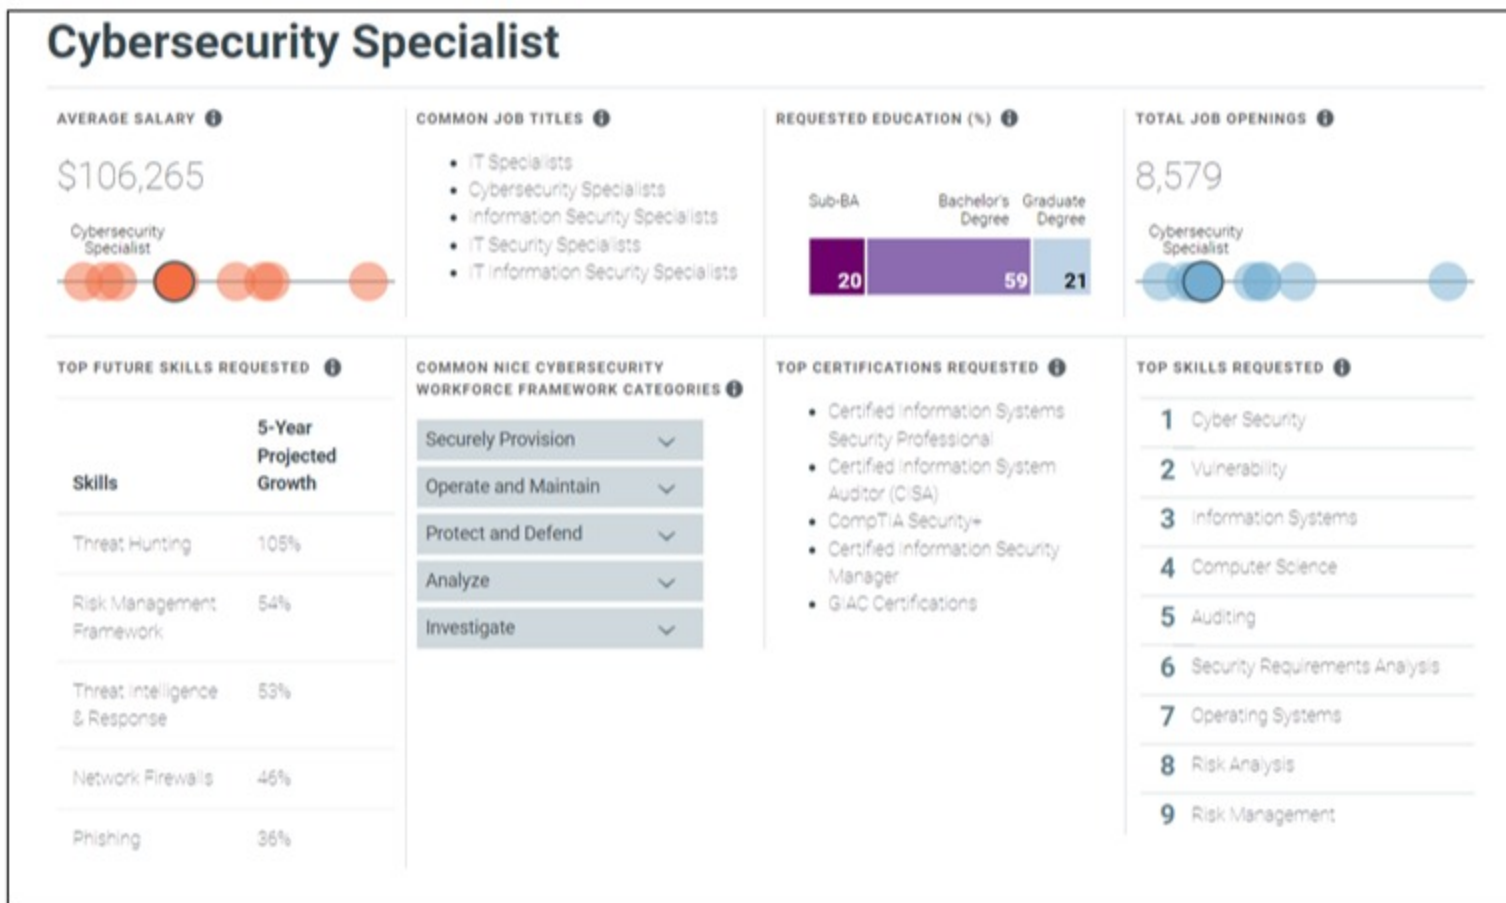 Cybersecurity Specialist
AVERAGE SALARY
$106,265
Cybersecurity
Specialist
COMMON JOB TITLES
IT Specialists
Cybersecurity Specialists
Information Security Specialists
IT Security Specialists
IT Information Security Specialists
REQUESTED EDUCATION (%)
Sub-BA
Bachelor's
Degree
Graduate
Degree
20
59
21
TOTAL JOB OPENINGS
8,579
Cybersecurity
Specialist
TOP FUTURE SKILLS REQUESTED
Skills
5-Year
Projected
Growth
Threat Hunting 105%
Risk Management 54%
Framework
Threat Intelligence 53%
& Response
Network Firewalls 46%
Phishing 36%
COMMON NICE CYBERSECURITY
WORKFORCE FRAMEWORK CATEGORIES
Securely Provision
Operate and Maintain
Protect and Defend
Analyze
Investigate
TOP CERTIFICATIONS REQUESTED
Certified Information Systems
Security Professional
Certified Information System
Auditor (CISA)
CompTIA Security+
Certified Information Security
Manager
GIAC Certifications
TOP SKILLS REQUESTED
1 Cyber Security
2 Vulnerability
3 Information Systems
4 Computer Science
5 Auditing
6 Security Requirements Analysis
7 Operating Systems
8 Risk Analysis
9 Risk Management